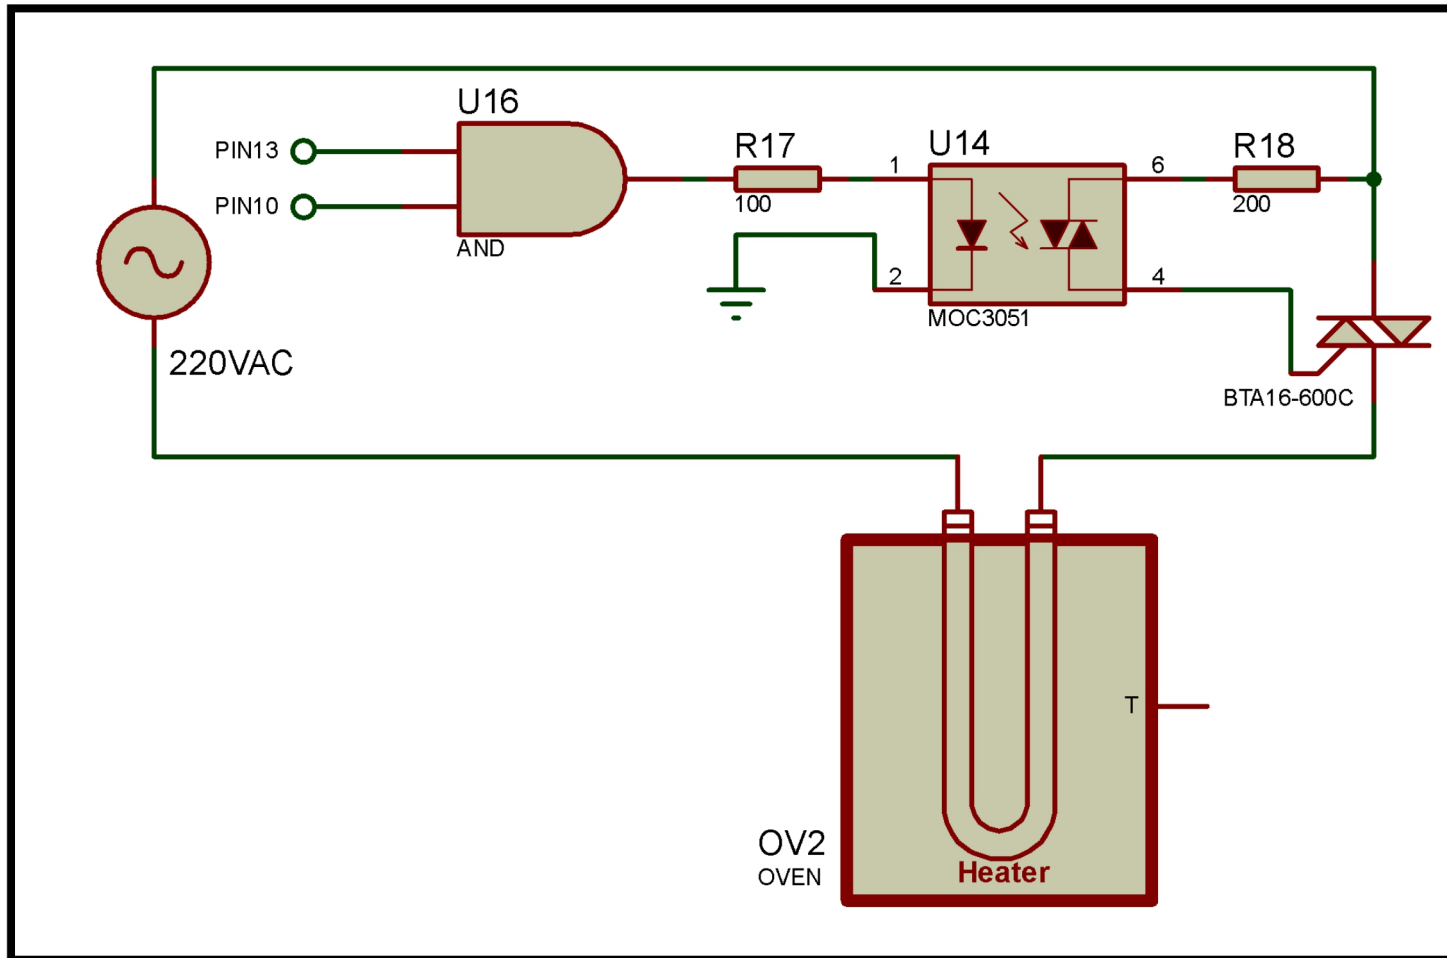 U16
PIN13
PIN10
AND
R17
100
1
2
U14
MOC3051
6
4
R18
200
220VAC
BTA16-600C
T
OV2
OVEN
Heater